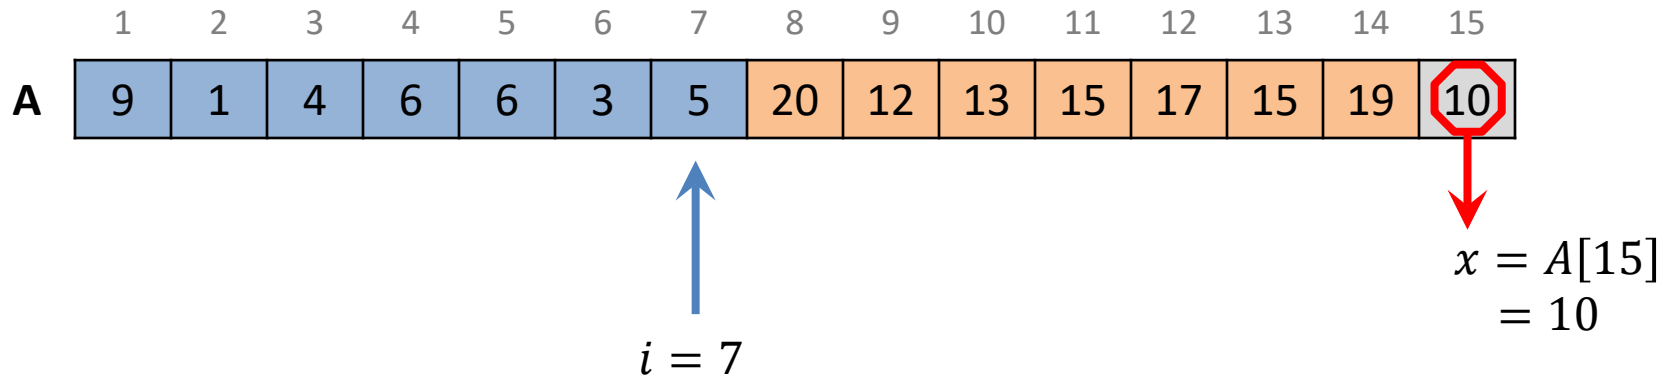 1 2 3 4 5 6 7 8 9 10 11 12 13 14 15
A 9 1 4 6 6 3 5 20 12 13 15 17 15 19 10
x = A[15]
= 10
i = 7